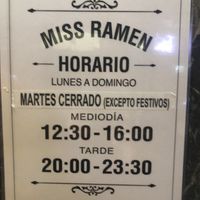 MISS RAMEN
HORARIO
LUNES A DOMINGO
MARTES CERRADO (EXCEPTO FESTIVOS)
MEDIODÍA
12:30-16:00
TARDE
20:00-23:30